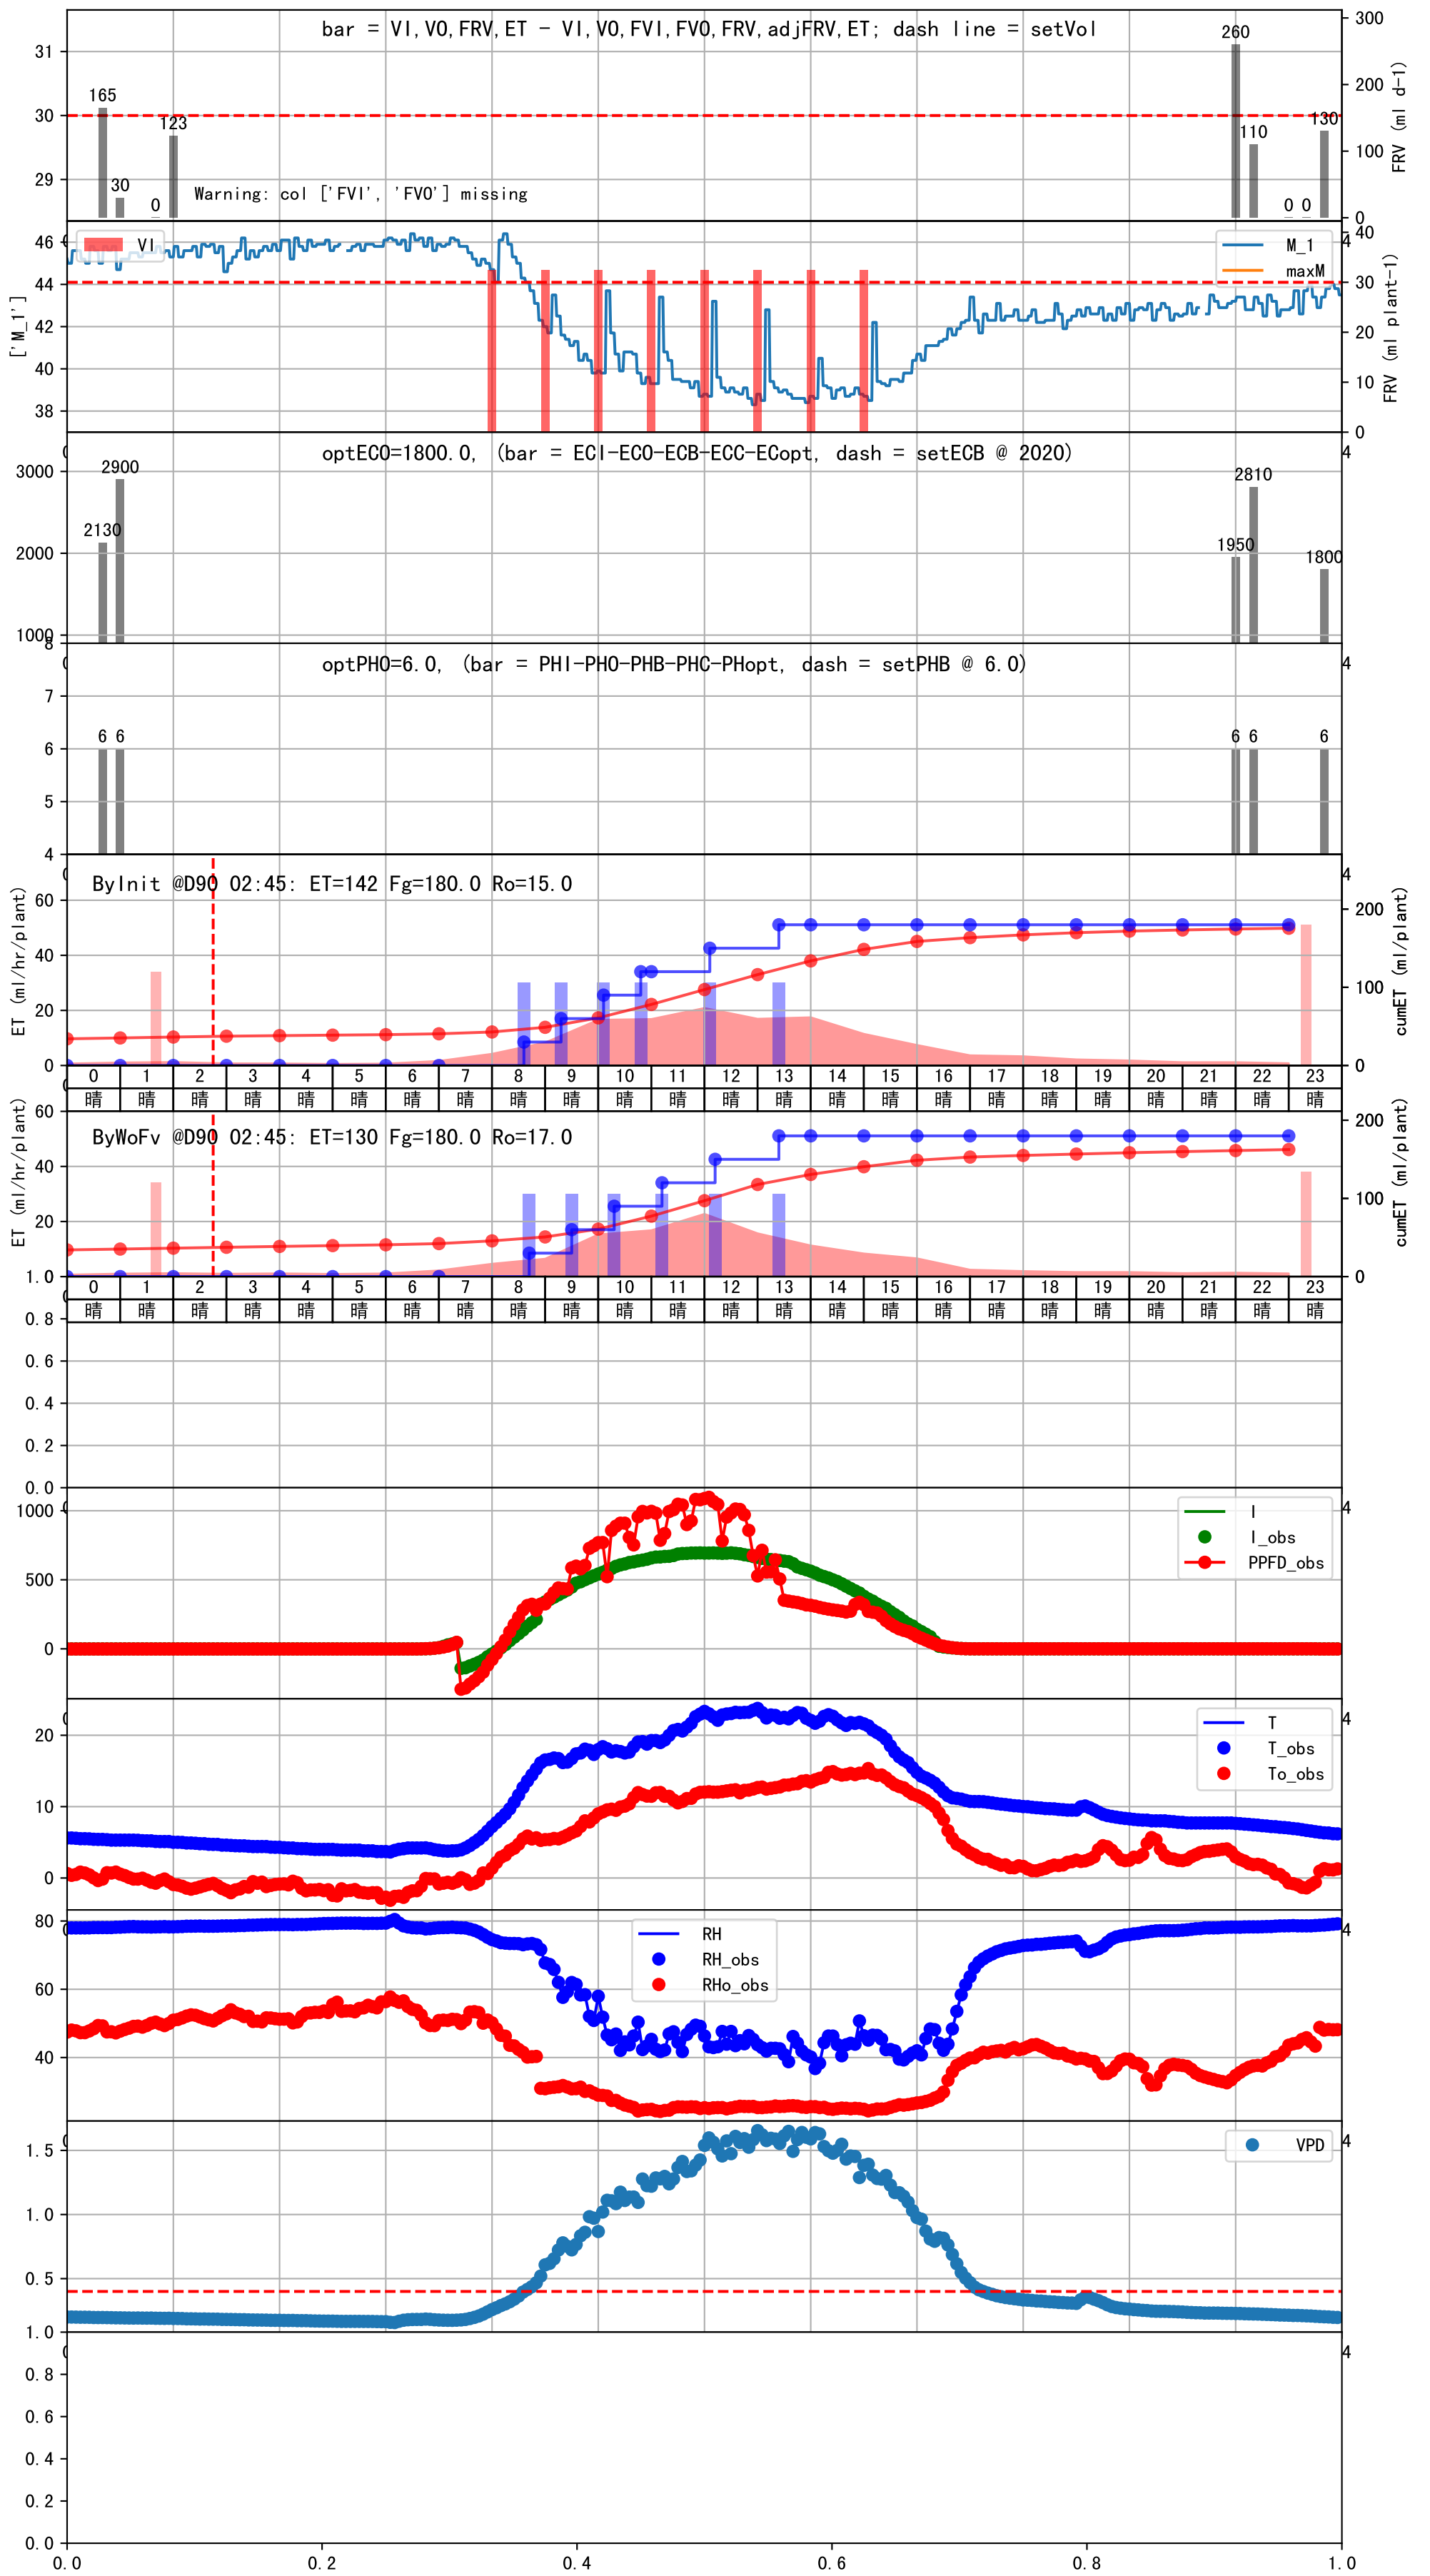 bar = VI,VO,FRV,ET - VI,VO,FVI,FVO,FRV,adjFRV,ET; dash line = setVol
31
30
29
165
30
0
123
260
110
0 0
130
Warning: col ['FVI', 'FVO'] missing
300
200
100
0
FRV (ml d-1)
46
44
42
40
38
['M_1']
VI
M_1
maxM
40
30
20
10
0
FRV (ml plant-1)
4
optECO=1800.0, (bar = ECI-ECO-ECB-ECC-ECopt, dash = setECB @ 2020)
3000
2000
1000
2130
2900
1950
2810
1800
4
optPHO=6.0, (bar = PHI-PHO-PHB-PHC-PHopt, dash = setPHB @ 6.0)
8
7
6
5
4
6 6
6 6
6
4
ByInit @D90 02:45: ET=142 Fg=180.0 Ro=15.0
60
40
20
0
ET (ml/hr/plant)
200
100
0
cumET (ml/plant)
4
0 1 2 3 4 5 6 7 8 9 10 11 12 13 14 15 16 17 18 19 20 21 22 23
晴 晴 晴 晴 晴 晴 晴 晴 晴 晴 晴 晴 晴 晴 晴 晴 晴 晴 晴 晴 晴 晴 晴 晴
ByWoFv @D90 02:45: ET=130 Fg=180.0 Ro=17.0
60
40
20
ET (ml/hr/plant)
200
100
0
cumET (ml/plant)
0 1 2 3 4 5 6 7 8 9 10 11 12 13 14 15 16 17 18 19 20 21 22 23
晴 晴 晴 晴 晴 晴 晴 晴 晴 晴 晴 晴 晴 晴 晴 晴 晴 晴 晴 晴 晴 晴 晴 晴
1.0
0.8
0.6
0.4
0.2
0.0
1000
500
0
I
I_obs
PPFD_obs
4
20
10
0
T
T_obs
To_obs
4
80
60
40
RH
RH_obs
RHo_obs
4
1.5
1.0
0.5
VPD
4
1.0
0.8
0.6
0.4
0.2
0.0
4
0.0 0.2 0.4 0.6 0.8 1.0